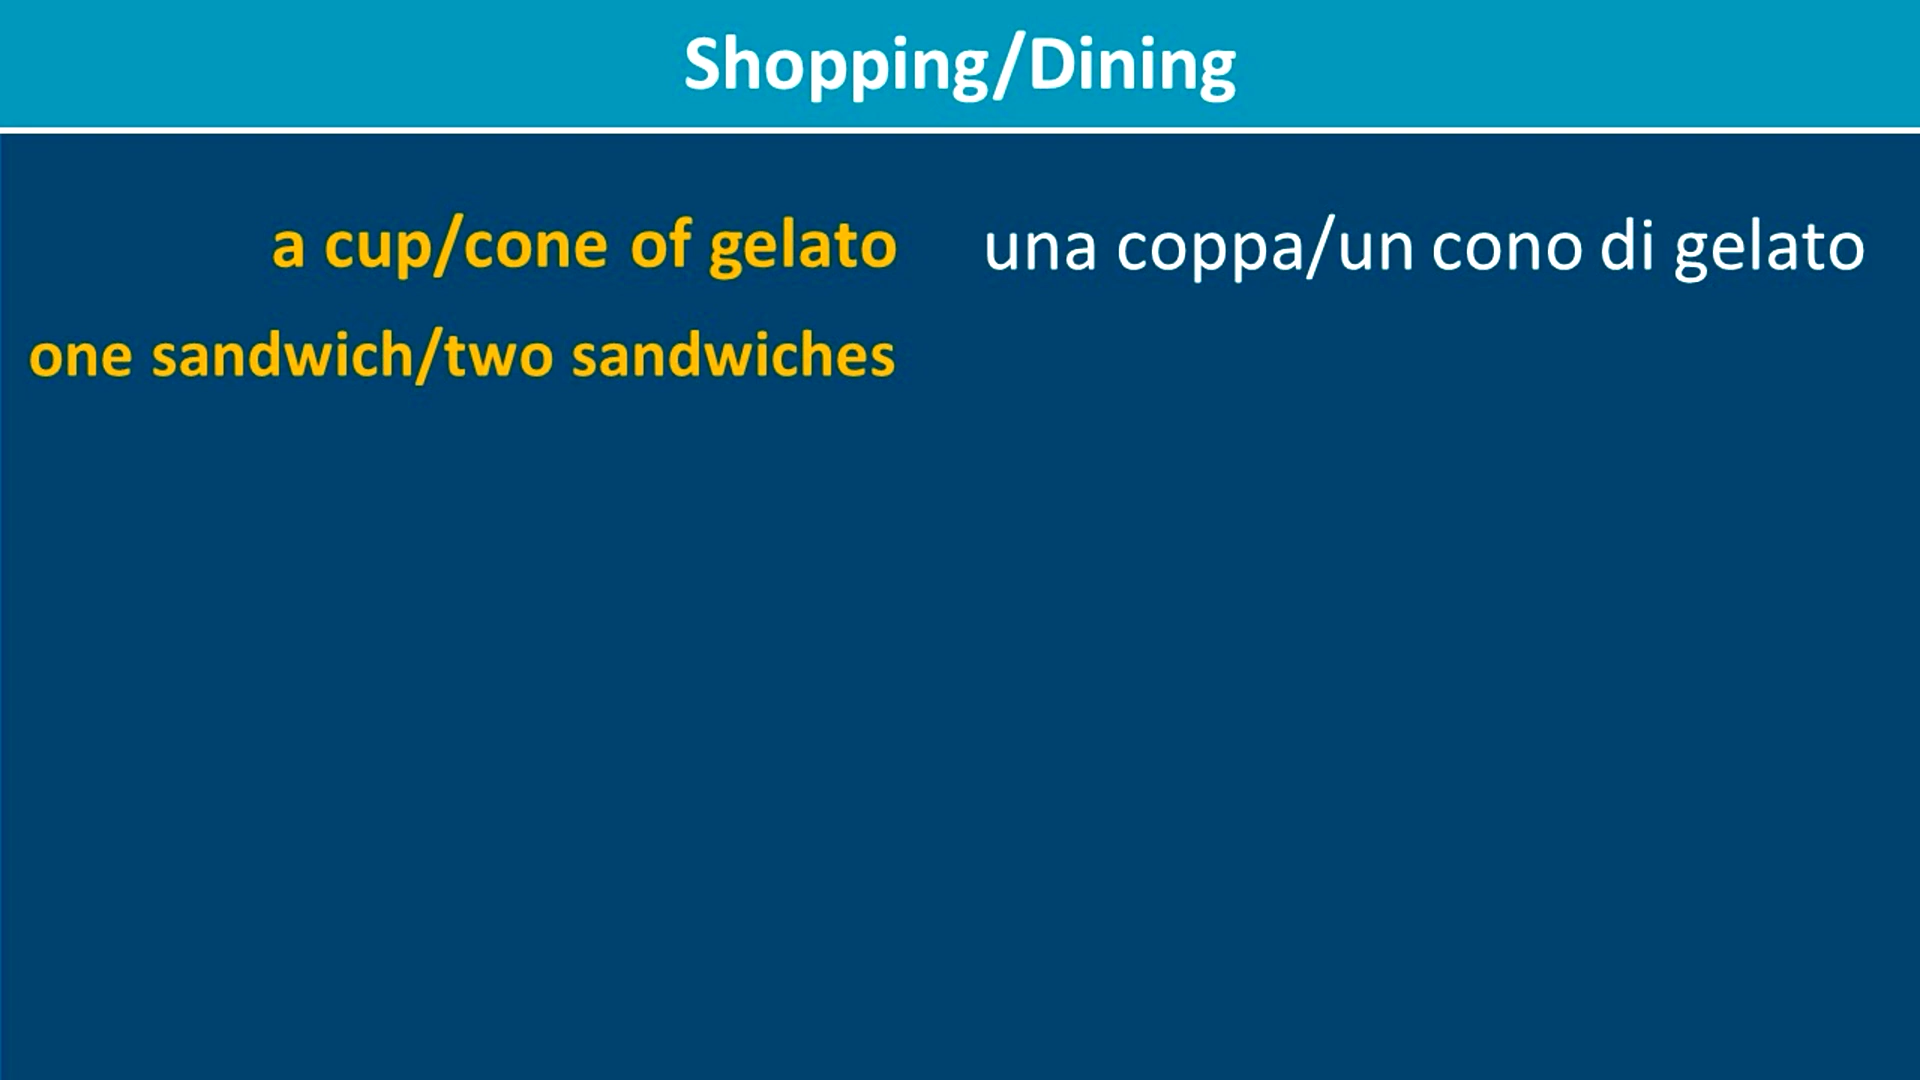 Shopping/Dining
a cup/cone of gelato una coppa/un cono di gelato
one sandwich/two sandwiches